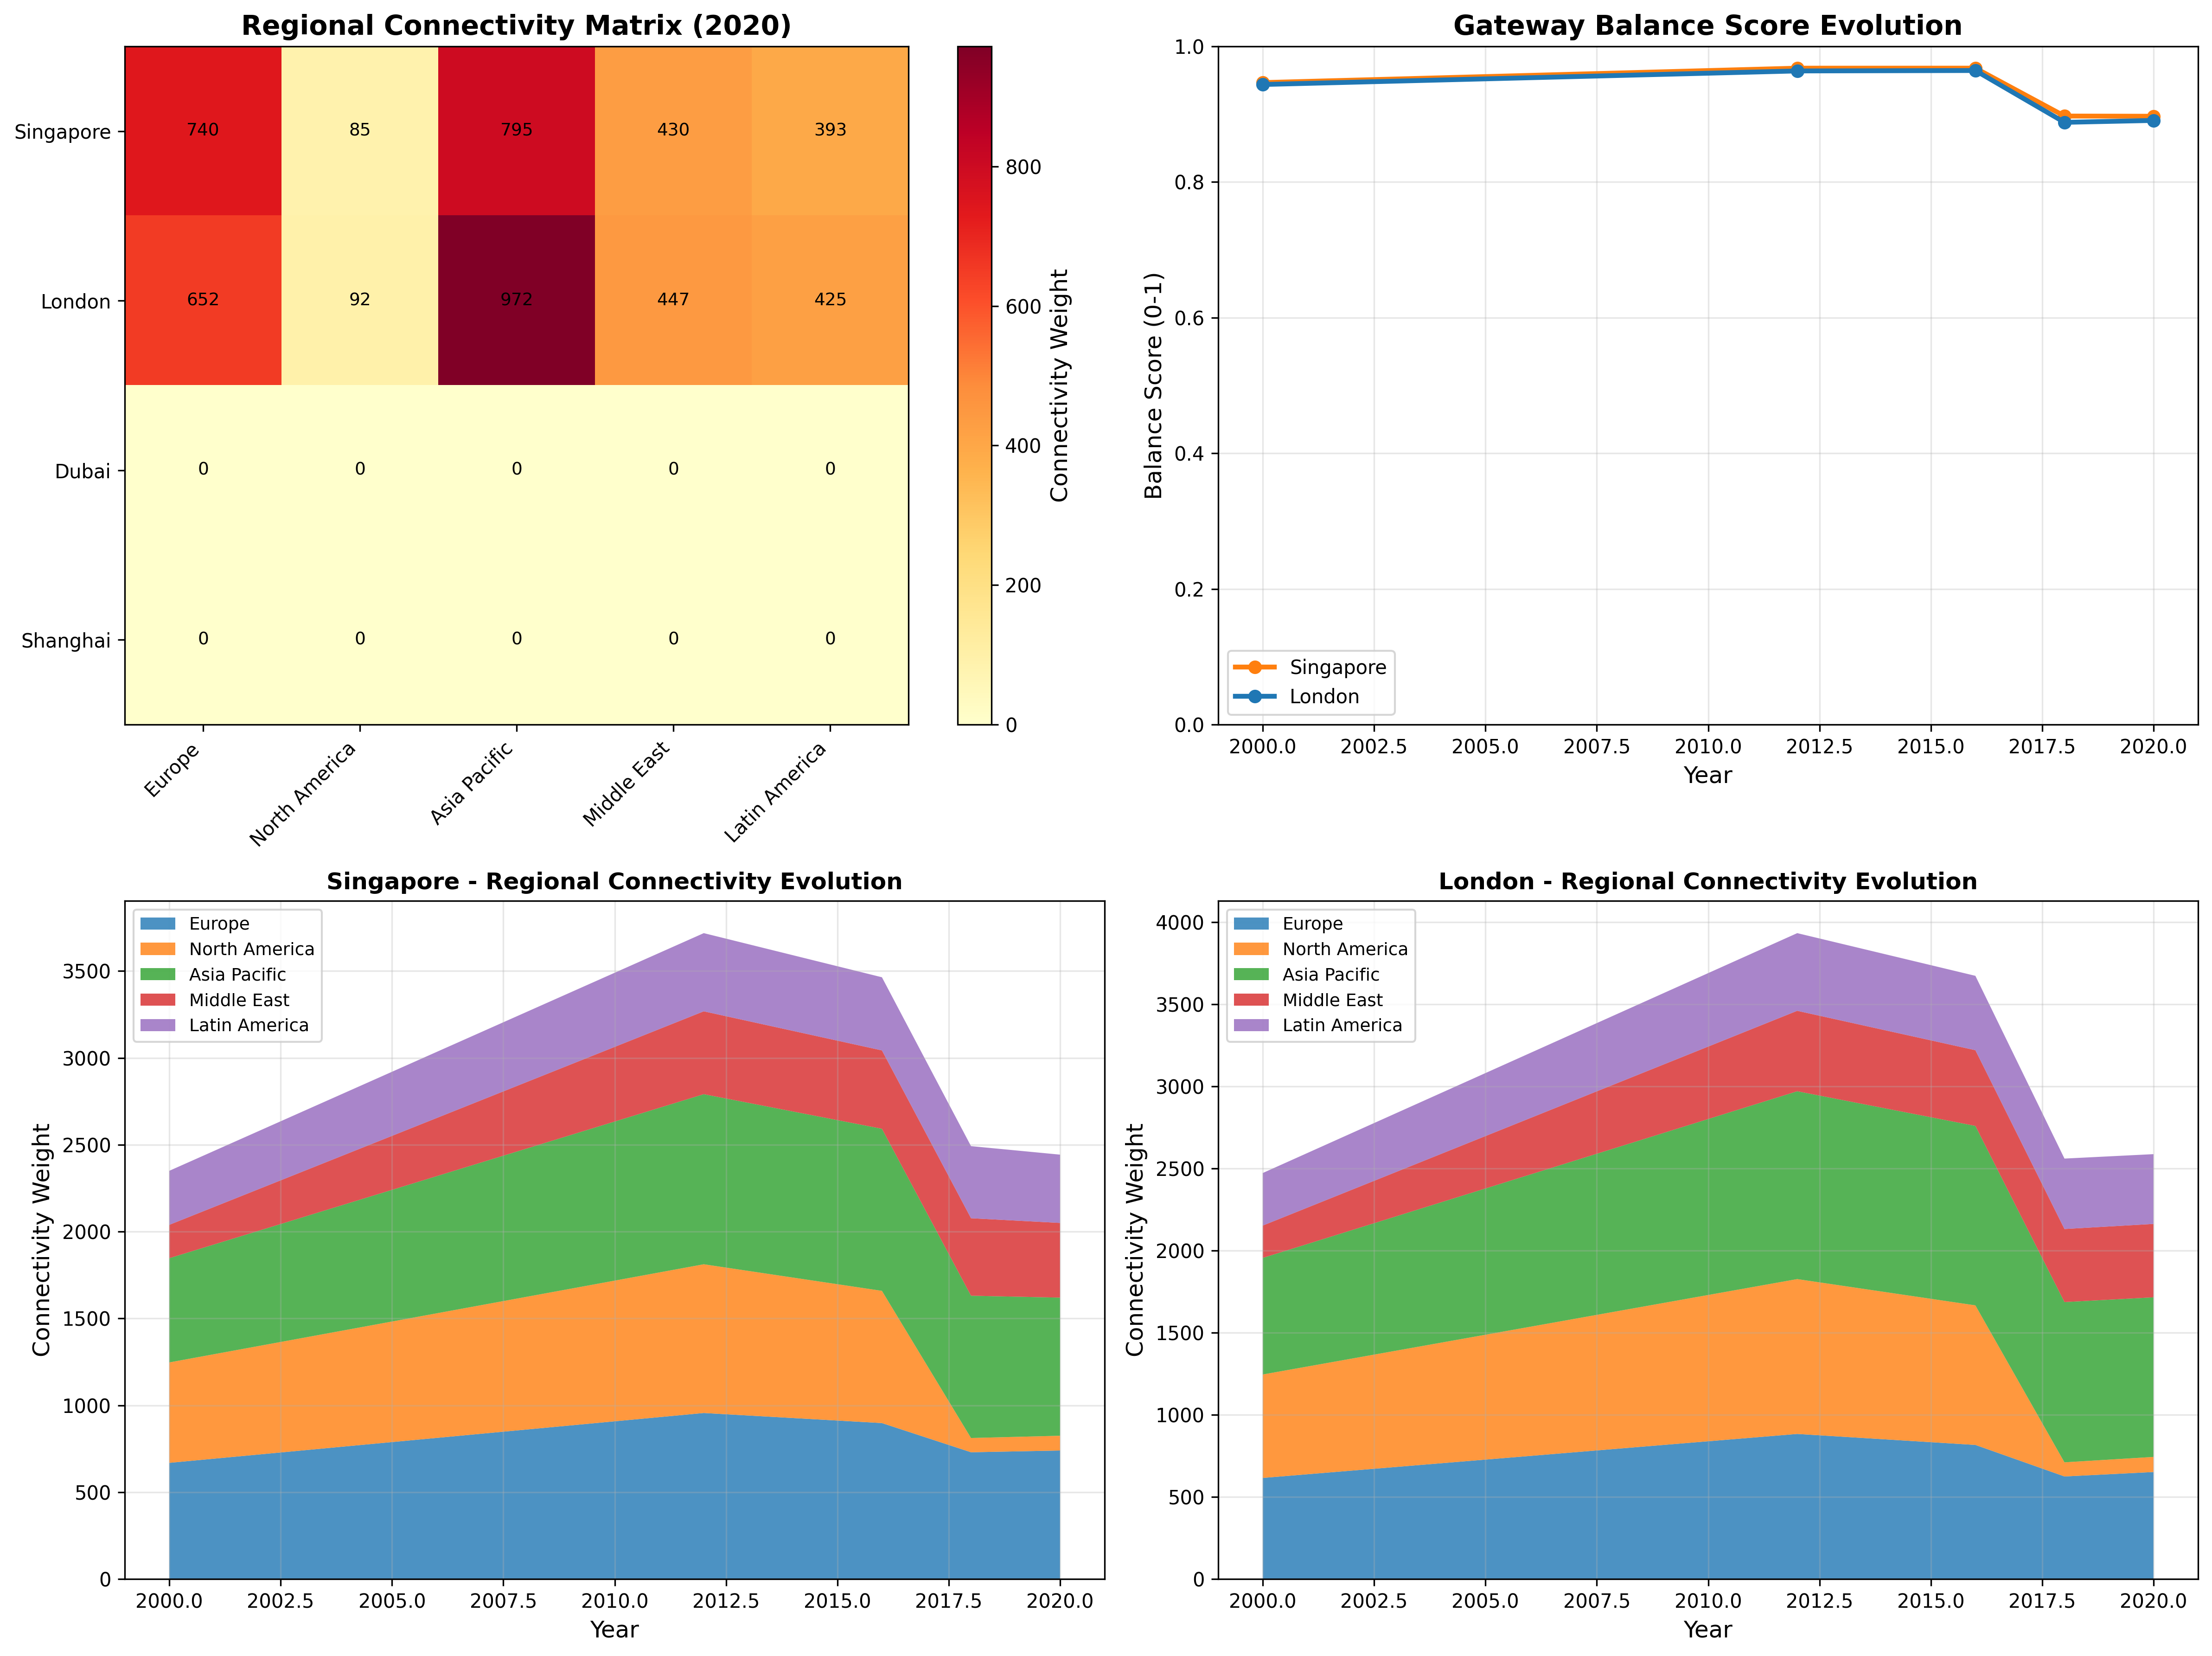 Regional Connectivity Matrix (2020)
Singapore
London
Dubai
Shanghai
740 85 795 430 393
652 92 972 447 425
0 0 0 0 0
0 0 0 0 0
Europe
North America
Asia Pacific
Middle East
Latin America
800
600
400
200
0
Connectivity Weight
Gateway Balance Score Evolution
1.0
0.8
0.6
0.4
0.2
0.0
Balance Score (0-1)
Singapore
London
2000.0 2002.5 2005.0 2007.5 2010.0 2012.5 2015.0 2017.5 2020.0
Year
Singapore - Regional Connectivity Evolution
Europe
North America
Asia Pacific
Middle East
Latin America
3500
3000
2500
2000
1500
1000
500
0
Connectivity Weight
2000.0 2002.5 2005.0 2007.5 2010.0 2012.5 2015.0 2017.5 2020.0
Year
London - Regional Connectivity Evolution
Europe
North America
Asia Pacific
Middle East
Latin America
4000
3500
3000
2500
2000
1500
1000
500
0
Connectivity Weight
2000.0 2002.5 2005.0 2007.5 2010.0 2012.5 2015.0 2017.5 2020.0
Year